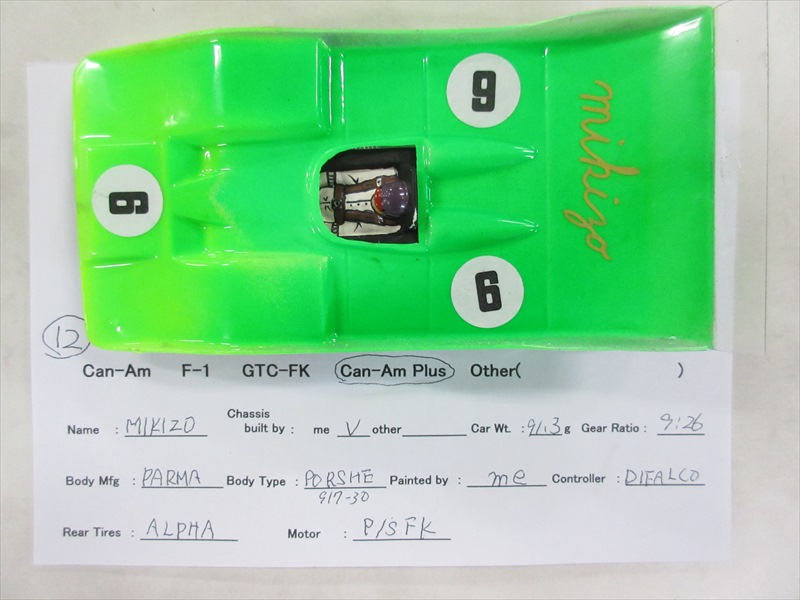 6
6
6
mikizo
12
Can-Am F-1 GTC-FK Can-Am Plus Other( )
Name : MIKIZO Chassis built by : me V other Car Wt. : 91.3 g Gear Ratio : 9:26
Body Mfg : PARMA Body Type : PORSHE 917-30 Painted by : me Controller : DIFALCO
Rear Tires : ALPHA Motor : P/S FK